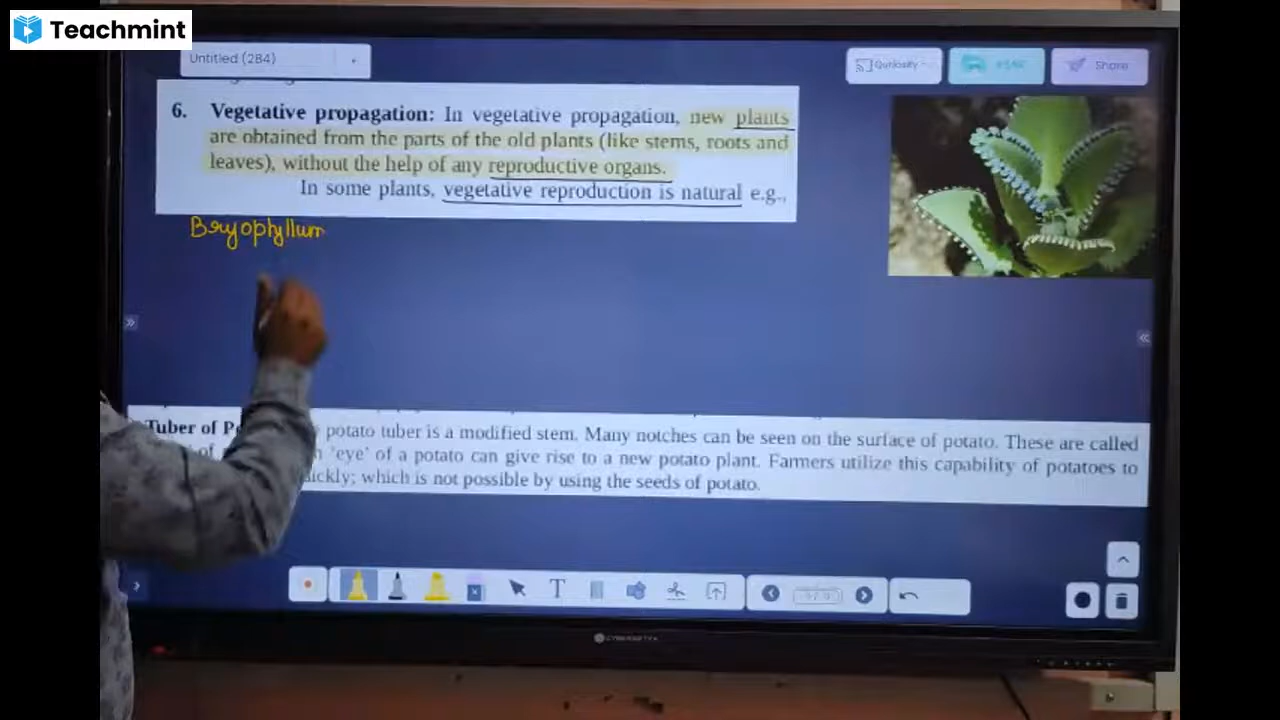 Teachmint
Untitled (284)
Share
6. Vegetative propagation: In vegetative propagation, new plants
are obtained from the parts of the old plants (like stems, roots and
leaves), without the help of any reproductive organs.
In some plants, vegetative reproduction is natural e.g.,
Bryophyllum
Tuber of potato tuber is a modified stem. Many notches can be seen on the surface of potato. These are called
of 'eye' of a potato can give rise to a new potato plant. Farmers utilize this capability of potatoes to
which is not possible by using the seeds of potato.
T